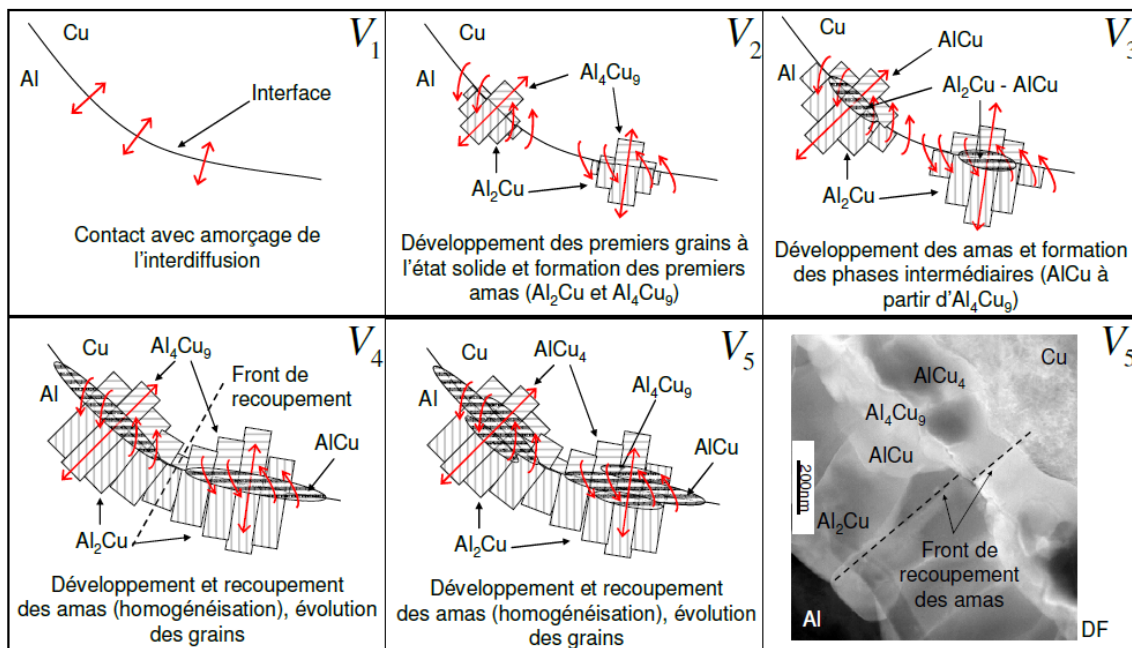 V1
Cu
Al
Interface
Contact avec amorçage de
l'interdiffusion
V2
Cu
Al
Al4Cu9
Al2Cu
Développement des premiers grains à
l'état solide et formation des premiers
amas (Al2Cu et Al4Cu9)
V3
Cu
AlCu
Al
Al2Cu - AlCu
Al2Cu
Développement des amas et formation
des phases intermédiaires (AlCu à
partir d'Al4Cu9)
V4
Cu
Al4Cu9
Al
Front de
recoupement
AlCu
Al2Cu
Développement et recoupement
des amas (homogénéisation), évolution
des grains
V5
Cu
AlCu4
Al
Al4Cu9
AlCu
Al2Cu
Développement et recoupement
des amas (homogénéisation), évolution
des grains
V5
Cu
AlCu4
Al4Cu9
AlCu
200nm
Al2Cu
Front de
recoupement
des amas
Al
DF